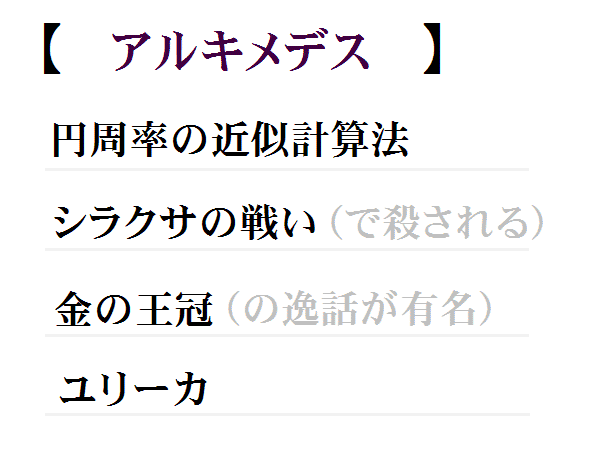 【　アルキメデス　】
円周率の近似計算法
シラクサの戦い（で殺される）
金の王冠（の逸話が有名）
ユリーカ